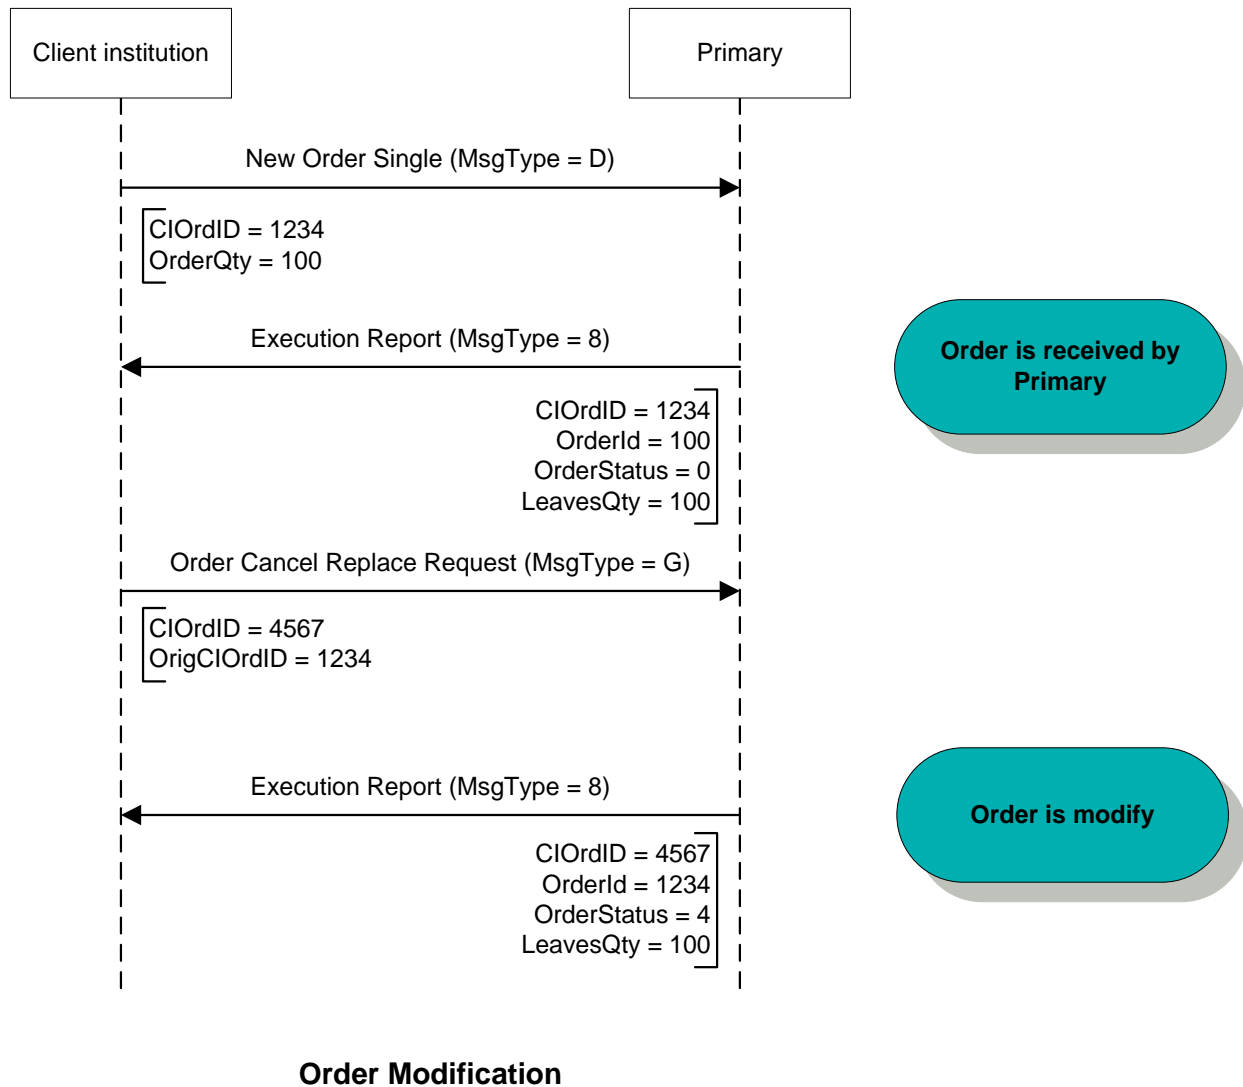 Client institution
Primary
New Order Single (MsgType = D)
ClOrdID = 1234
OrderQty = 100
Execution Report (MsgType = 8)
Order is received by
Primary
ClOrdID = 1234
OrderId = 100
OrderStatus = 0
LeavesQty = 100
Order Cancel Replace Request (MsgType = G)
ClOrdID = 4567
OrigClOrdID = 1234
Execution Report (MsgType = 8)
Order is modify
ClOrdID = 4567
OrderId = 1234
OrderStatus = 4
LeavesQty = 100
Order Modification